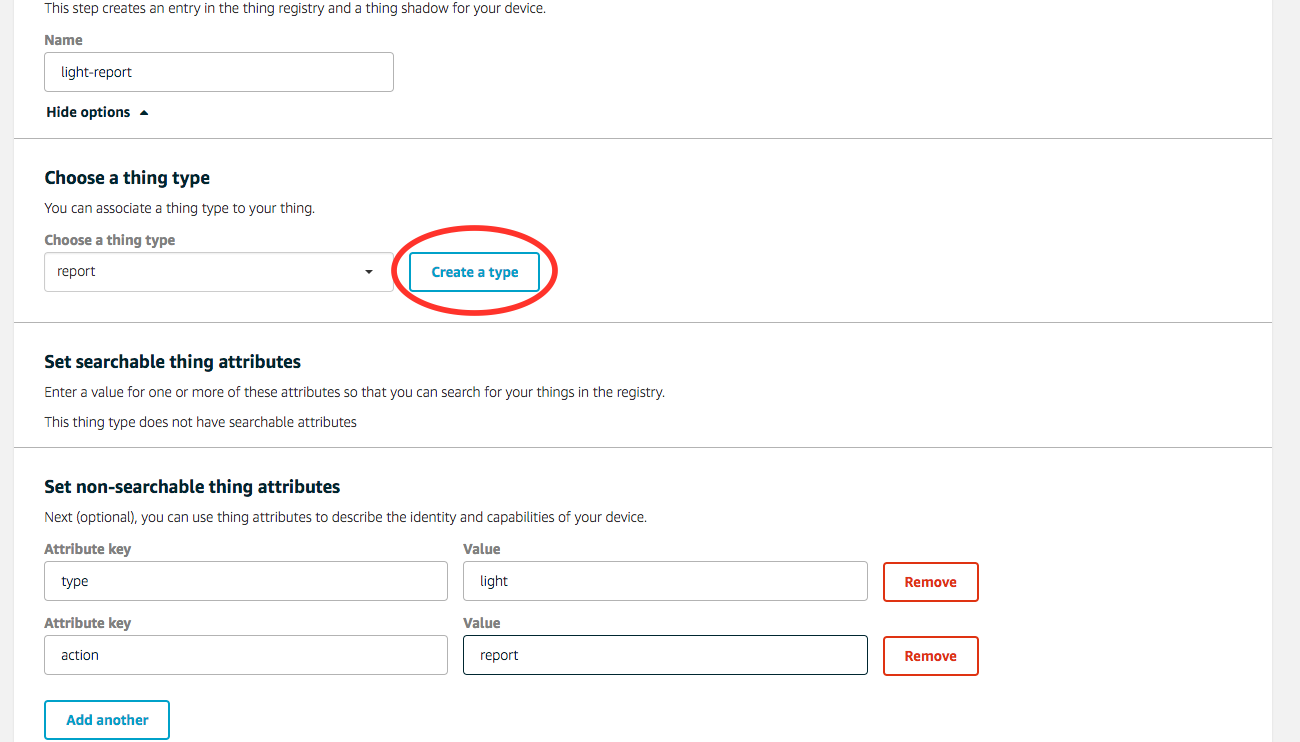 This step creates an entry in the thing registry and a thing shadow for your device.
Name
light-report
Hide options
Choose a thing type
You can associate a thing type to your thing.
Choose a thing type
report
Create a type
Set searchable thing attributes
Enter a value for one or more of these attributes so that you can search for your things in the registry.
This thing type does not have searchable attributes
Set non-searchable thing attributes
Next (optional), you can use thing attributes to describe the identity and capabilities of your device.
Attribute key Value
type light Remove
Attribute key Value
action report Remove
Add another